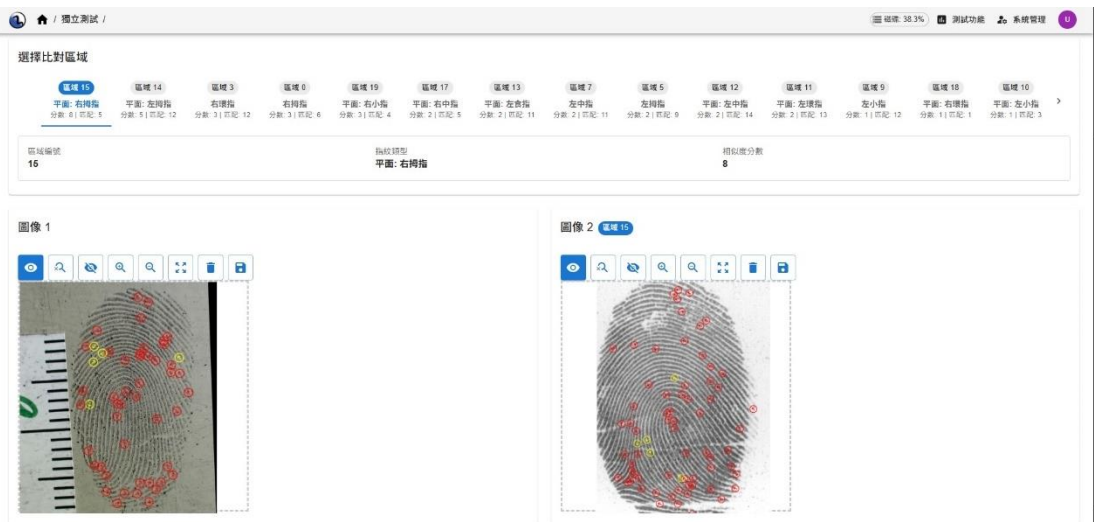 / 獨立測試 /
磁碟: 38.3%
測試功能
系統管理
U
選擇比對區域
區域 15 區域 14 區域 3 區域 0 區域 19 區域 17 區域 13 區域 7 區域 5 區域 12 區域 11 區域 9 區域 18 區域 10
平面: 右拇指 平面: 左拇指 右環指 右拇指 平面: 右小指 平面: 右中指 平面: 左食指 左中指 左拇指 平面: 左中指 平面: 左環指 左小指 平面: 右環指 平面: 左小指
分數: 8 | 匹配: 5 分數: 5 | 匹配: 12 分數: 3 | 匹配: 12 分數: 3 | 匹配: 6 分數: 3 | 匹配: 4 分數: 2 | 匹配: 5 分數: 2 | 匹配: 11 分數: 2 | 匹配: 11 分數: 2 | 匹配: 9 分數: 2 | 匹配: 14 分數: 2 | 匹配: 13 分數: 1 | 匹配: 12 分數: 1 | 匹配: 1 分數: 1 | 匹配: 3
區域編號 指紋類型 相似度分數
15 平面: 右拇指 8
圖像 1
圖像 2 區域 15